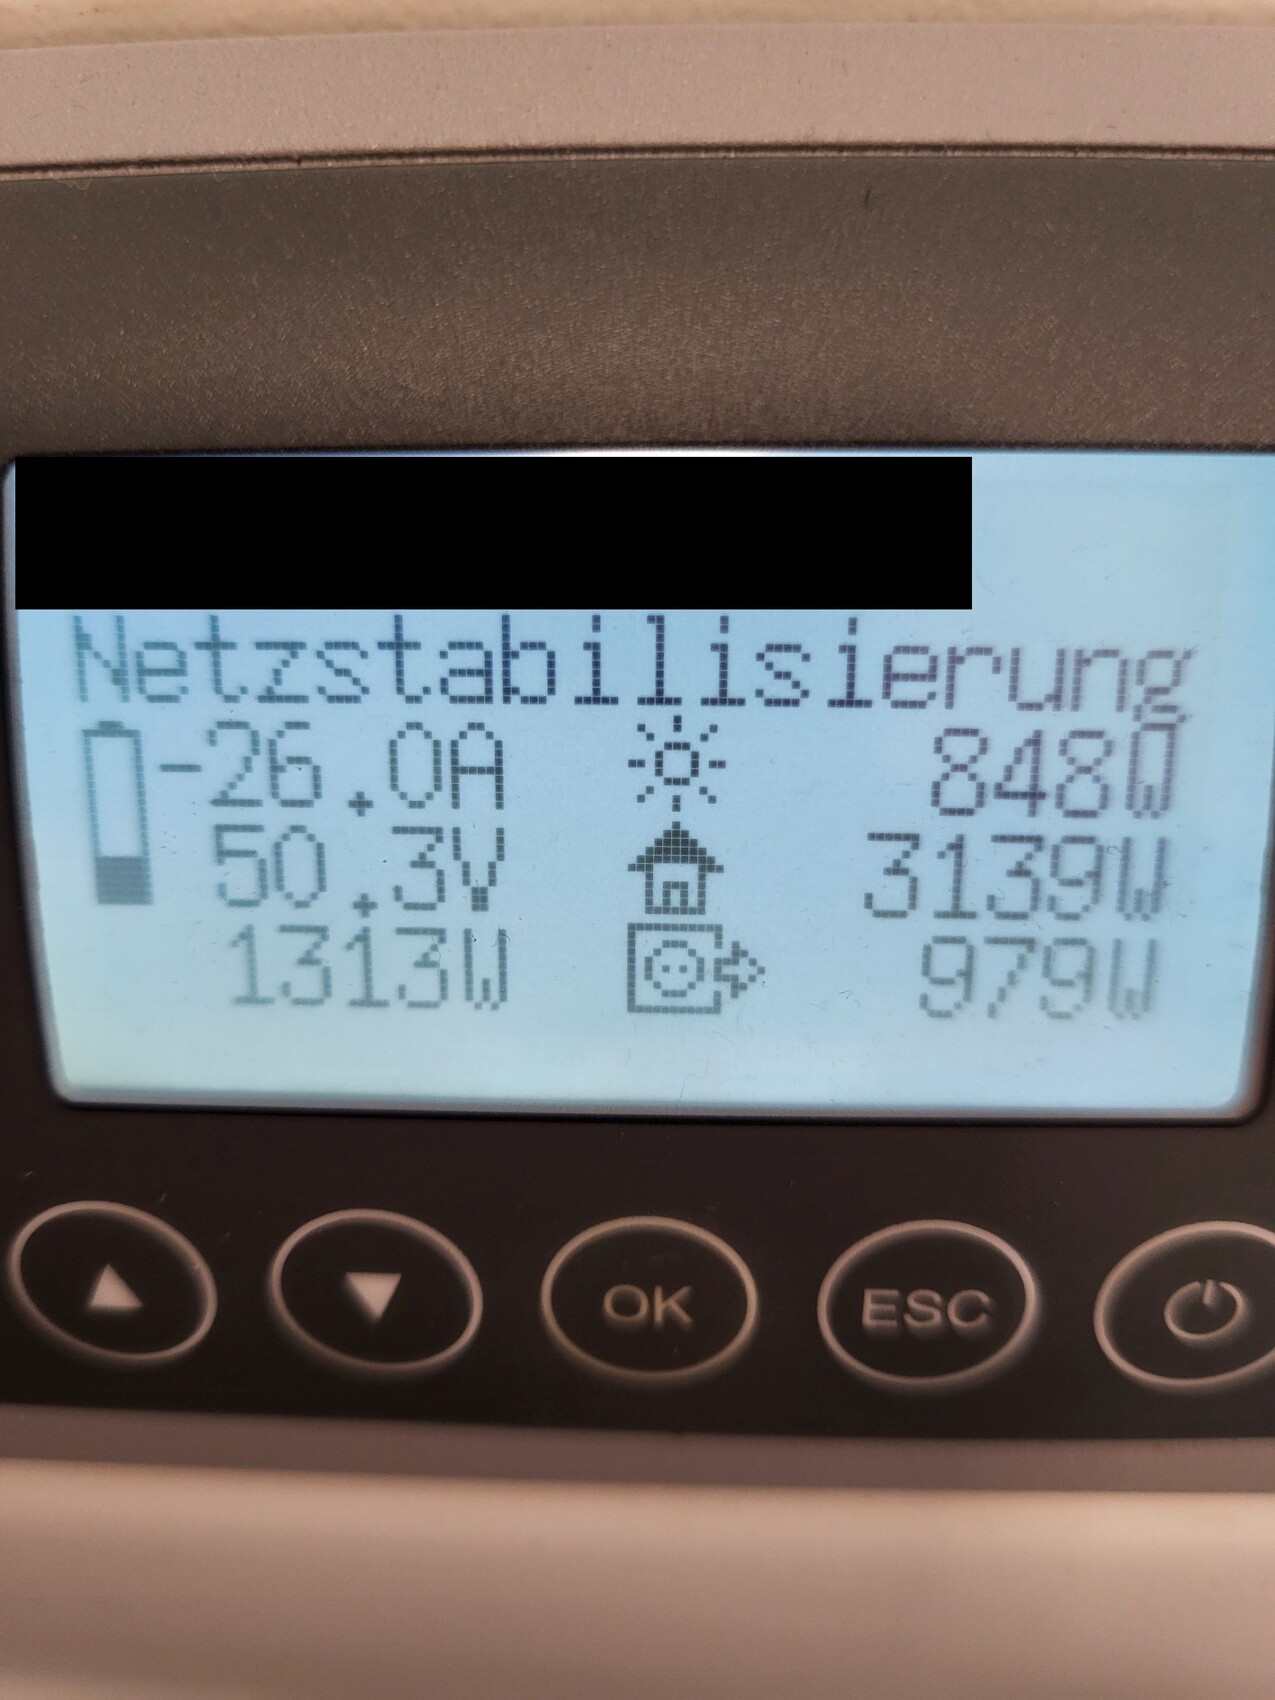 Netzstabilisierung
-26.0A 848W
50.3V 3139W
1313W 979W
OK ESC